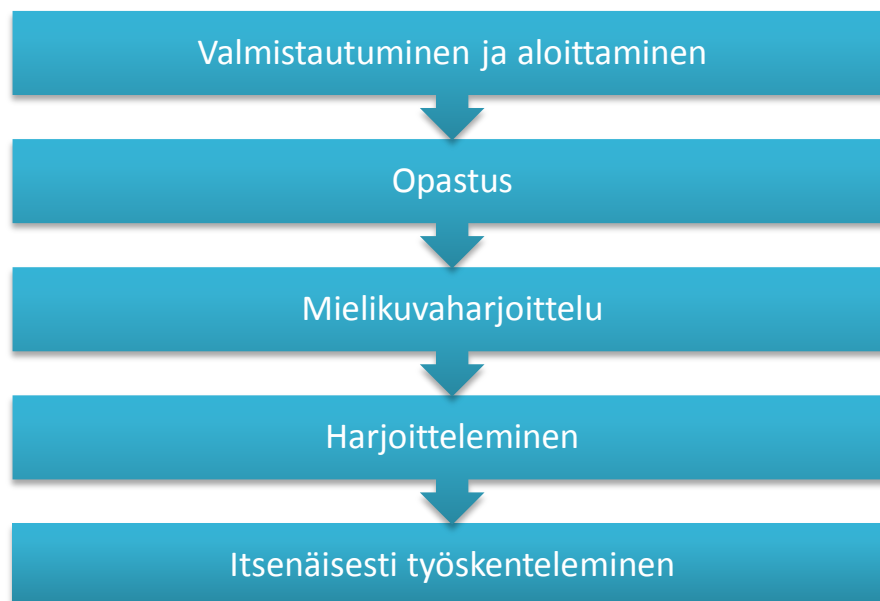 Valmistautuminen ja aloittaminen
Opastus
Mielikuvaharjoittelu
Harjoitteleminen
Itsenäisesti työskenteleminen